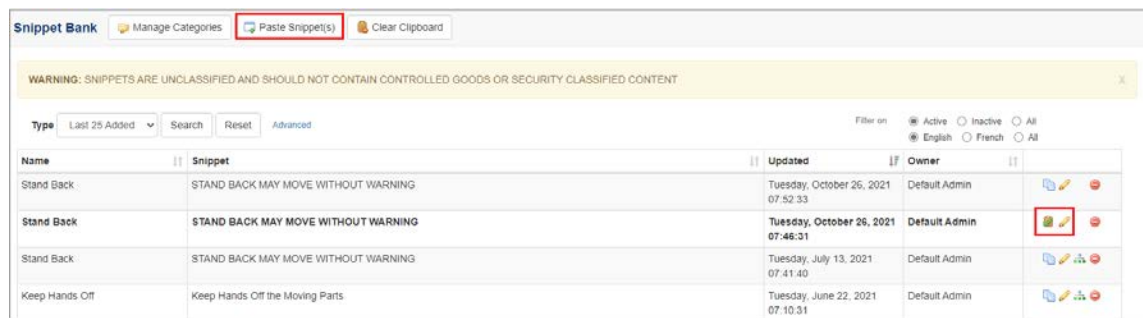 Snippet Bank Manage Categories Paste Snippet(s) Clear Clipboard
WARNING: SNIPPETS ARE UNCLASSIFIED AND SHOULD NOT CONTAIN CONTROLLED GOODS OR SECURITY CLASSIFIED CONTENT X
Type Last 25 Added Search Reset Advanced Filter on Active Inactive All
English French All
Name Snippet Updated Owner
Stand Back STAND BACK MAY MOVE WITHOUT WARNING Tuesday, October 26, 2021 Default Admin
07:52:33
Stand Back STAND BACK MAY MOVE WITHOUT WARNING Tuesday, October 26, 2021 Default Admin
07:46:31
Stand Back STAND BACK MAY MOVE WITHOUT WARNING Tuesday, July 13, 2021 Default Admin
07:41:40
Keep Hands Off Keep Hands Off the Moving Parts Tuesday, June 22, 2021 Default Admin
07:10:31